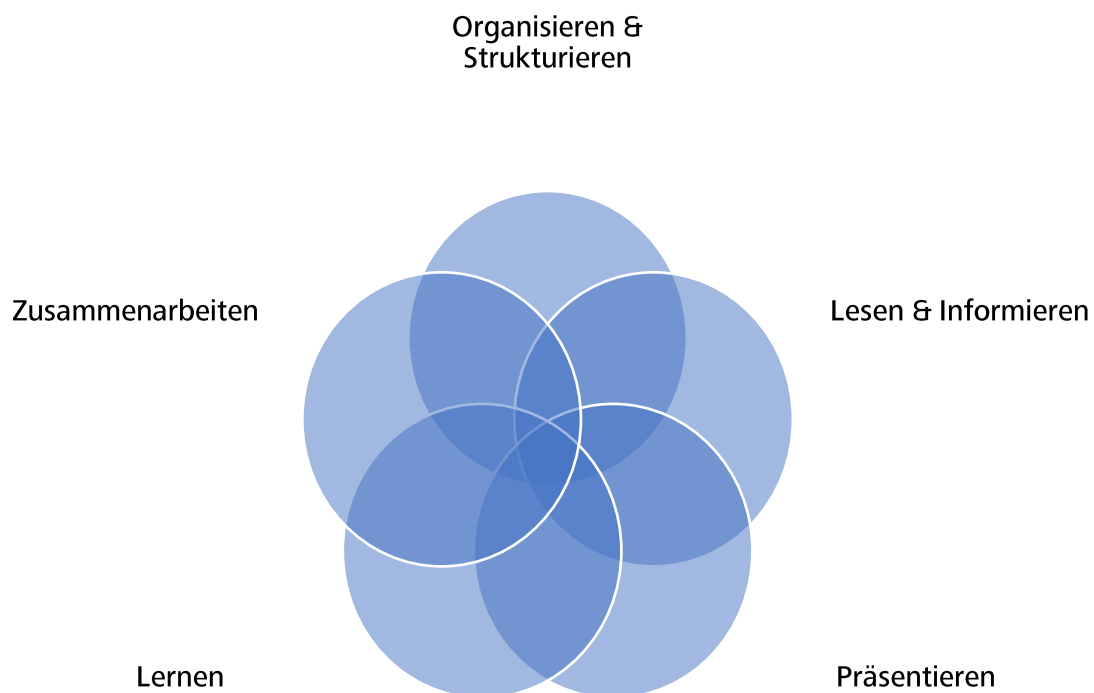 Organisieren &
Strukturieren
Zusammenarbeiten
Lesen & Informieren
Lernen
Präsentieren